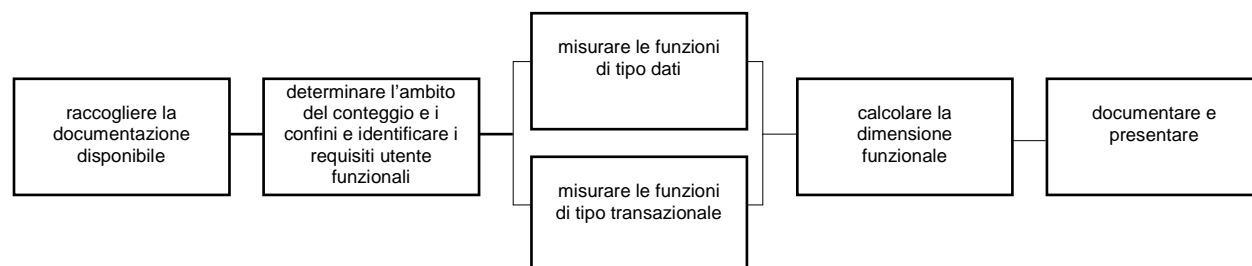 raccogliere la
documentazione
disponibile
determinare l'ambito
del conteggio e i
confini e identificare i
requisiti utente
funzionali
misurare le funzioni
di tipo dati
misurare le funzioni
di tipo transazionale
calcolare la
dimensione
funzionale
documentare e
presentare